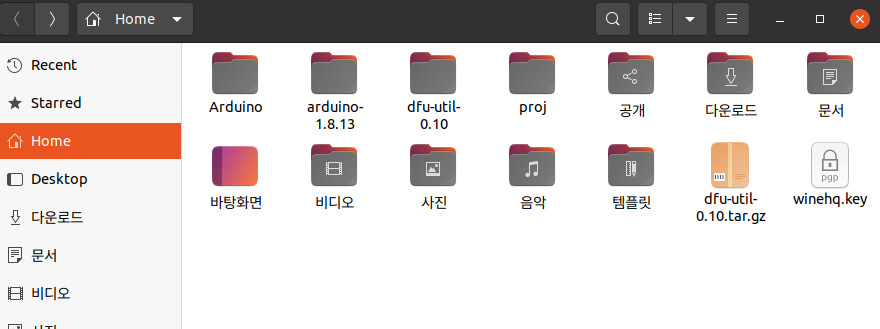 Home
Recent
Starred
Home
Desktop
다운로드
문서
비디오
사진
Arduino
arduino-
1.8.13
dfu-util-
0.10
proj
공개
다운로드
문서
바탕화면
비디오
사진
음악
템플릿
dfu-util-
0.10.tar.gz
pgp
winehq.key